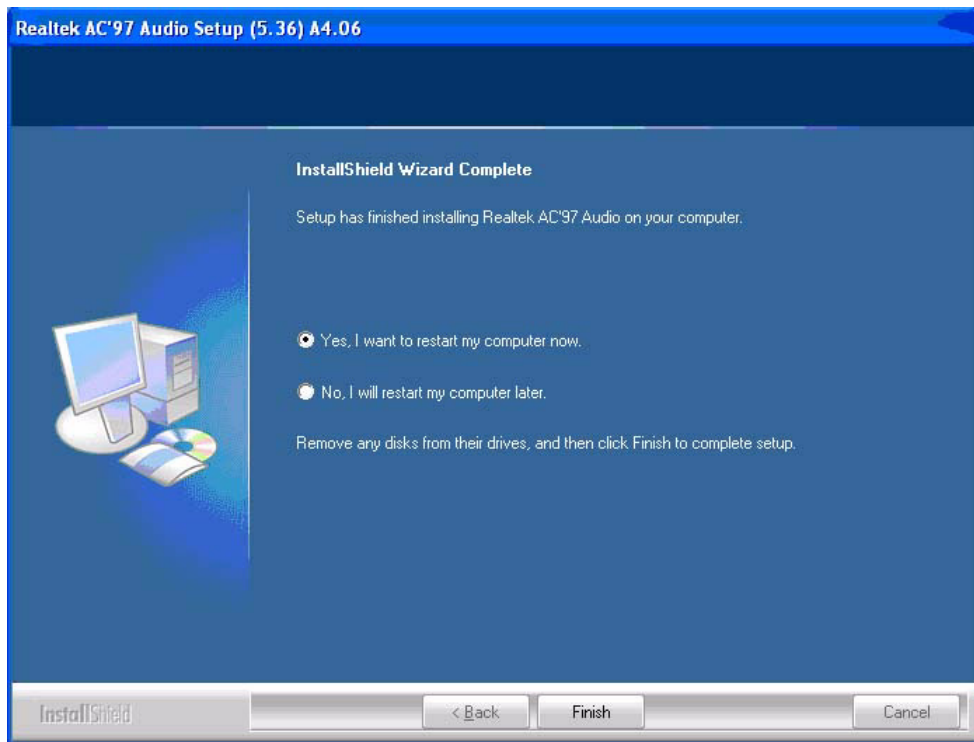 Realtek AC'97 Audio Setup (5.36) A4.06
InstallShield Wizard Complete
Setup has finished installing Realtek AC'97 Audio on your computer.
Yes, I want to restart my computer now.
No, I will restart my computer later.
Remove any disks from their drives, and then click Finish to complete setup.
InstallShield
< Back
Finish
Cancel